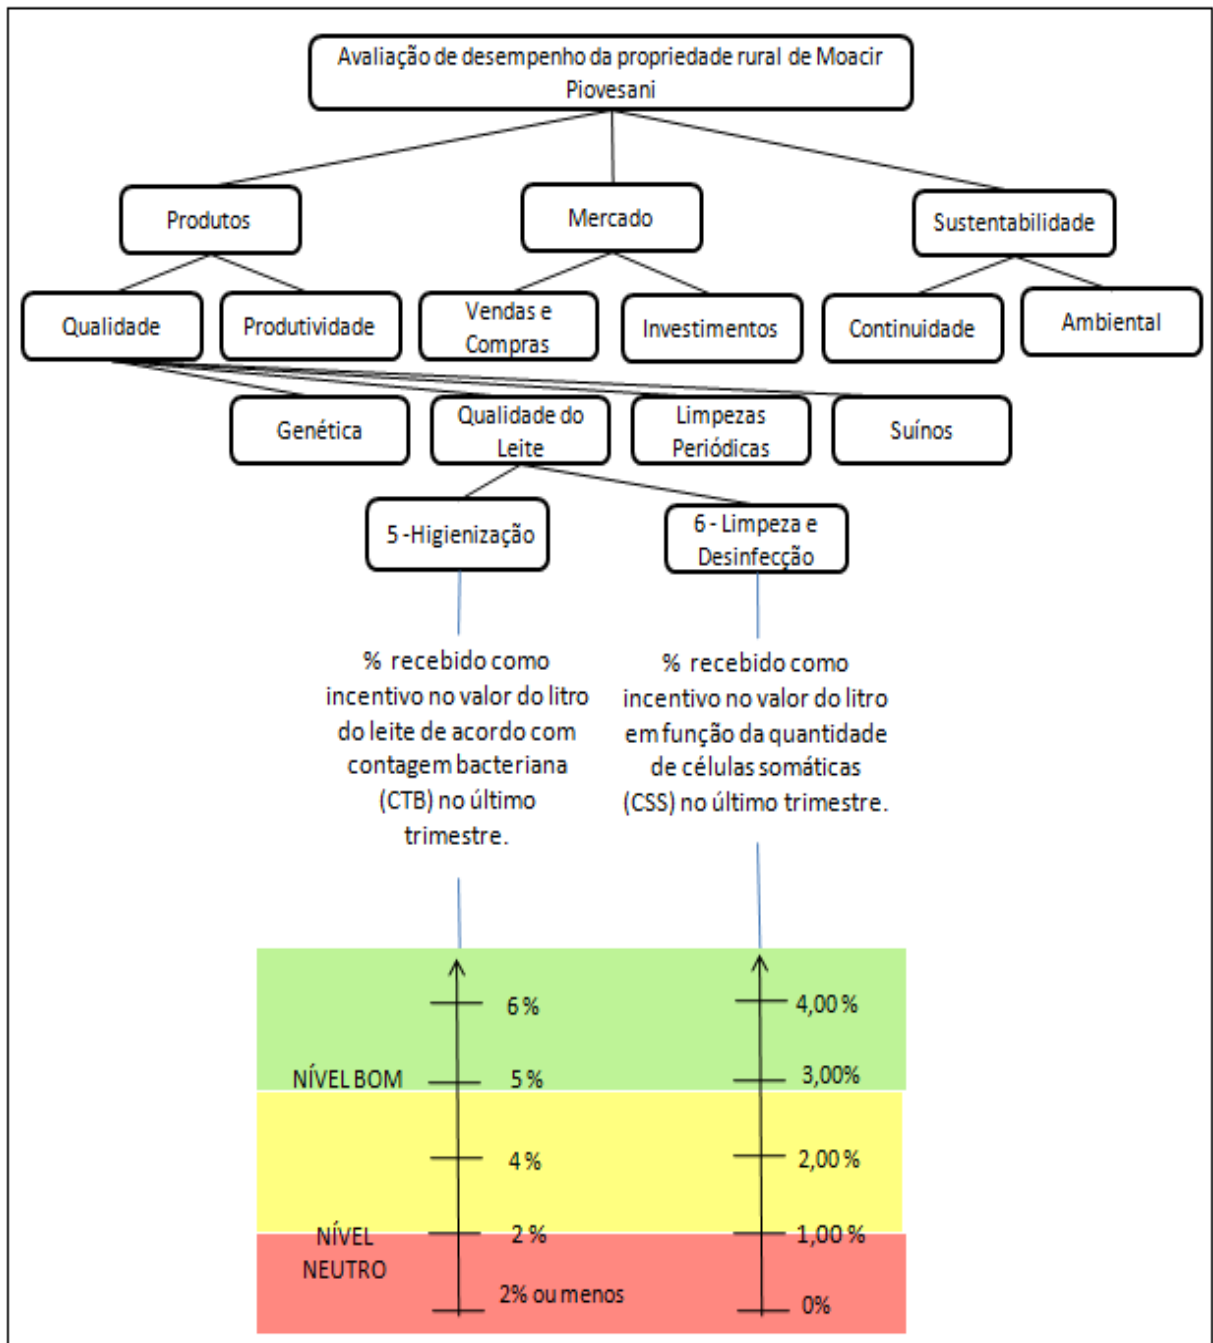 Avaliação de desempenho da propriedade rural de Moacir
Piovesani
Produtos
Mercado
Sustentabilidade
Qualidade
Produtividade
Vendas e
Compras
Investimentos
Continuidade
Ambiental
Genética
Qualidade do
Leite
Limpezas
Periódicas
Suínos
5 -Higienização
6 - Limpeza e
Desinfecção
% recebido como
incentivo no valor do litro
do leite de acordo com
contagem bacteriana
(CTB) no último
trimestre.
% recebido como
incentivo no valor do litro
em função da quantidade
de células somáticas
(CSS) no último trimestre.
6 %
4,00 %
NÍVEL BOM
5 %
3,00%
4 %
2,00 %
NÍVEL
NEUTRO
2 %
1,00 %
2% ou menos
0%